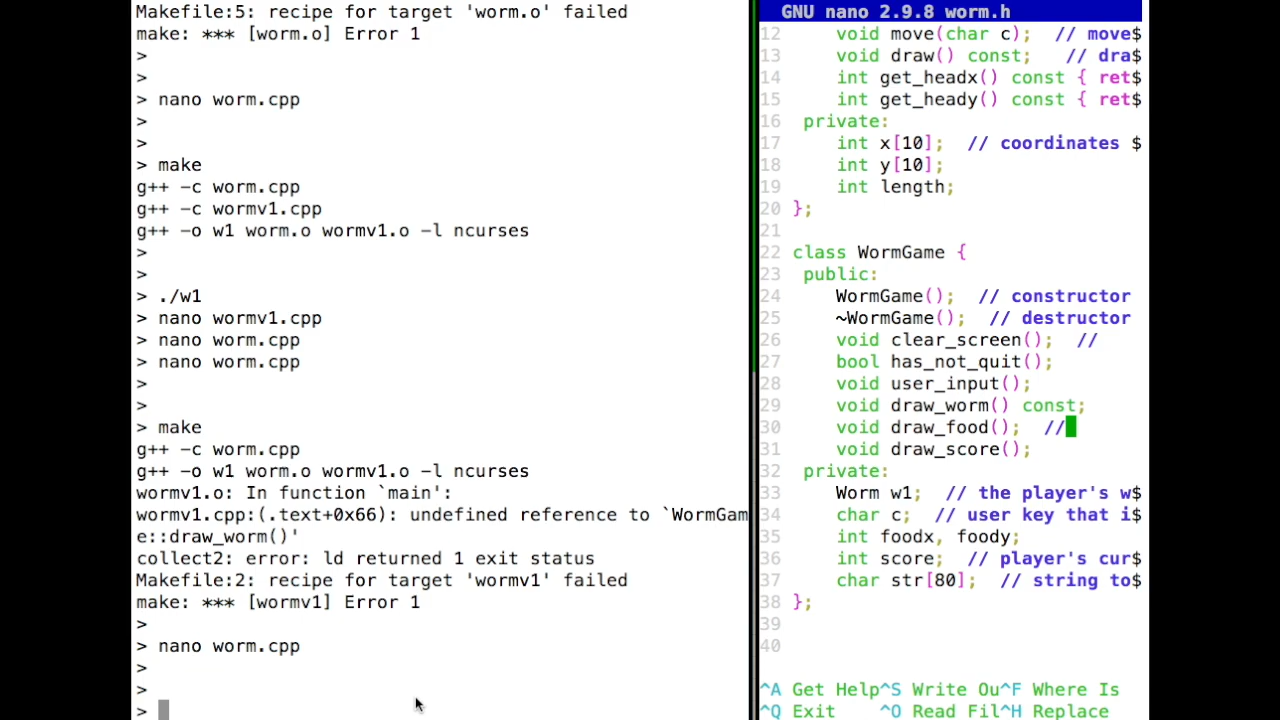 Makefile:5: recipe for target 'worm.o' failed
make: *** [worm.o] Error 1
>
>
> nano worm.cpp
>
>
> make
g++ -c worm.cpp
g++ -c wormv1.cpp
g++ -o w1 worm.o wormv1.o -l ncurses
>
>
> ./w1
> nano wormv1.cpp
> nano worm.cpp
> nano worm.cpp
>
>
> make
g++ -c worm.cpp
g++ -o w1 worm.o wormv1.o -l ncurses
wormv1.o: In function `main':
wormv1.cpp:(.text+0x66): undefined reference to `WormGam
e::draw_worm()'
collect2: error: ld returned 1 exit status
Makefile:2: recipe for target 'wormv1' failed
make: *** [wormv1] Error 1
>
> nano worm.cpp
>
>
>
GNU nano 2.9.8 worm.h
12 void move(char c);  // move$
13 void draw() const;   // dra$
14 int get_headx() const { ret$
15 int get_heady() const { ret$
16 private:
17 int x[10];  // coordinates $
18 int y[10];
19 int length;
20 };
21
22 class WormGame {
23 public:
24 WormGame();  // constructor
25 ~WormGame();  // destructor
26 void clear_screen();  //
27 bool has_not_quit();
28 void user_input();
29 void draw_worm() const;
30 void draw_food();  //
31 void draw_score();
32 private:
33 Worm w1;  // the player's w$
34 char c;  // user key that i$
35 int foodx, foody;
36 int score;  // player's cur$
37 char str[80];  // string to$
38 };
39
40
^A Get Help^S Write Ou^F Where Is
^Q Exit    ^O Read Fil^H Replace